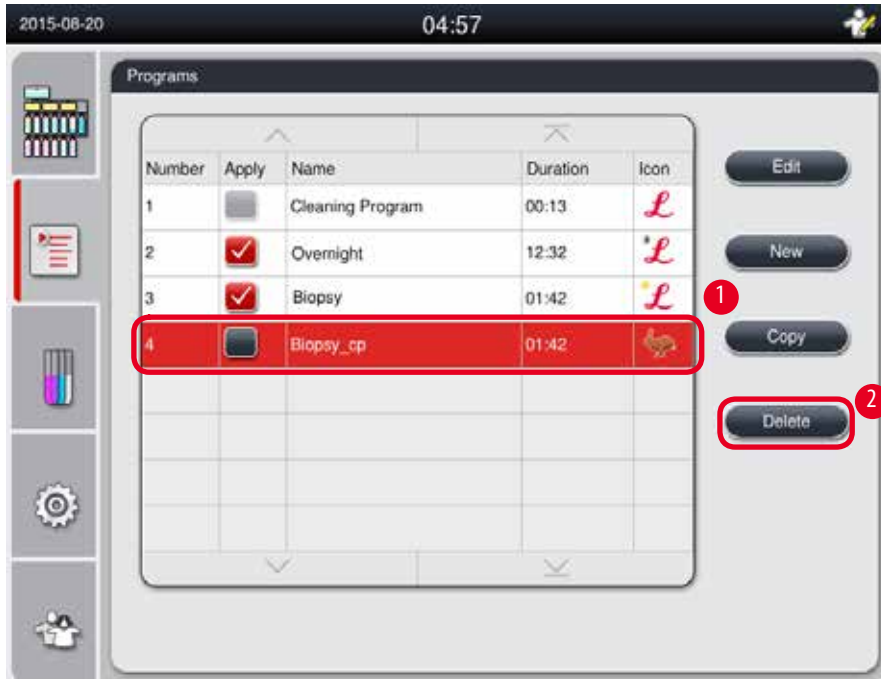 2015-08-20 04:57
Programs
Number Apply Name Duration Icon
1 Cleaning Program 00:13 L
2 Overnight 12:32 L
3 Biopsy 01:42 L
4 Biopsy_cp 01:42
Edit
New
1
Copy
2
Delete